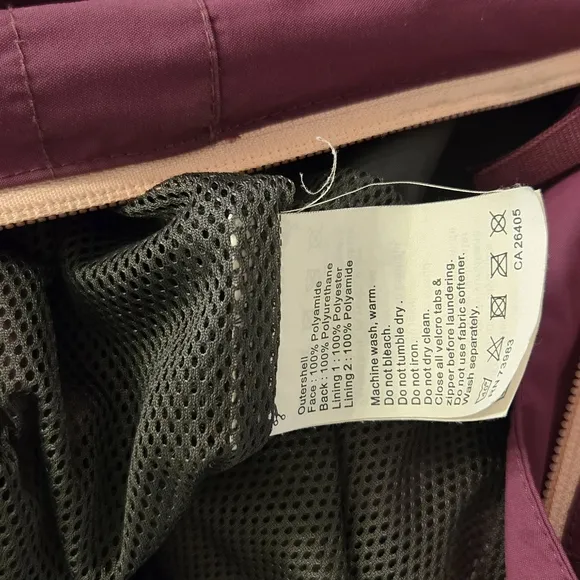 Outershell
Face : 100% Polyamide
Back : 100% Polyurethane
Lining 1 : 100% Polyester
Lining 2 : 100% Polyamide
Machine wash, warm.
Do not bleach.
Do not tumble dry .
Do not iron.
Do not dry clean.
Close all velcro tabs &
zipper before laundering.
Do not use fabric softener.
Wash separately.
RN 73983
CA 26405